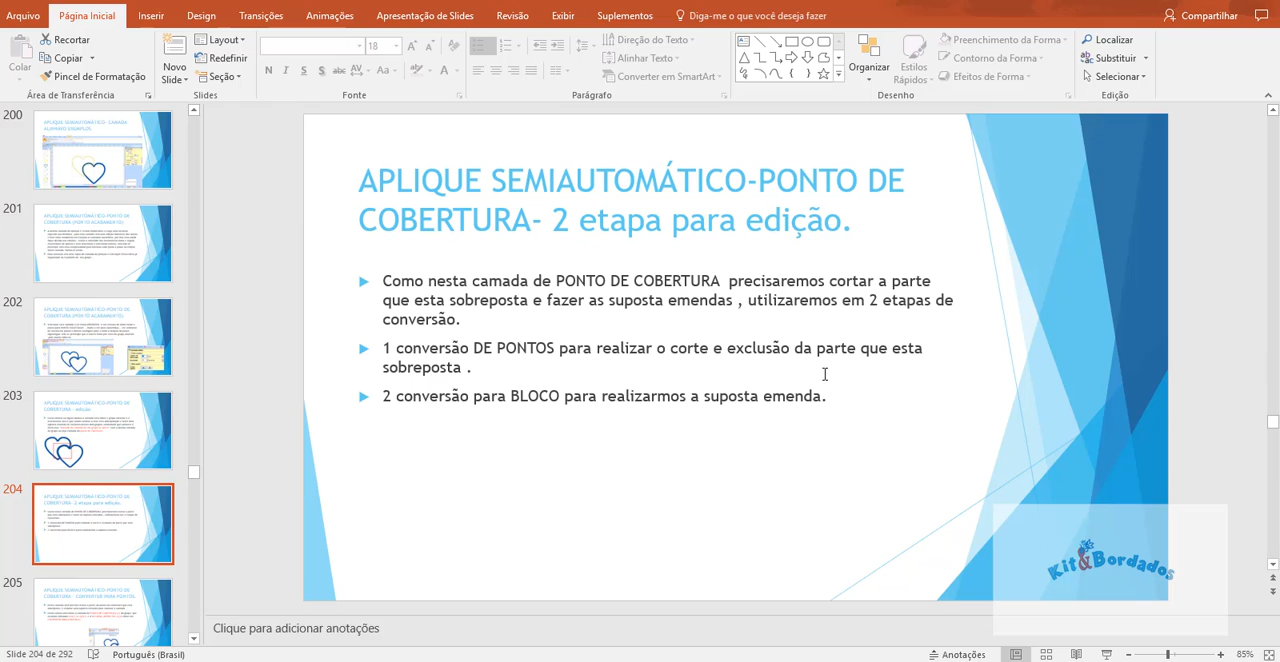 Arquivo Página Inicial Inserir Design Transições Animações Apresentação de Slides Revisão Exibir Suplementos Diga-me o que você deseja fazer Compartilhar
Colar
Recortar
Copiar
Pincel de Formatação
Área de Transferência
Novo Slide
Layout
Redefinir
Seção
Slides
18
Fonte
Direção do Texto
Alinhar Texto
Converter em SmartArt
Parágrafo
Organizar
Estilos Rápidos
Preenchimento da Forma
Contorno da Forma
Efeitos de Forma
Desenho
Localizar
Substituir
Selecionar
Edição
200
201
202
203
204
205
APLIQUE SEMIAUTOMÁTICO-PONTO DE
COBERTURA- 2 etapa para edição.
Como nesta camada de PONTO DE COBERTURA precisaremos cortar a parte
que esta sobreposta e fazer as suposta emendas , utilizaremos em 2 etapas de
conversão.
1 conversão DE PONTOS para realizar o corte e exclusão da parte que esta
sobreposta .
2 conversão para BLOCO para realizarmos a suposta emenda.
Kit&Bordados
Clique para adicionar anotações
Slide 204 de 292 Português (Brasil) Anotações 85%